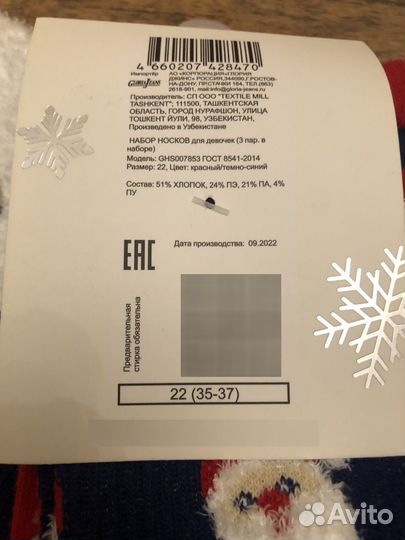 4 660207 428470
Импортёр
GLORIA JEANS
АО «КОРПОРАЦИЯ «ГЛОРИЯ
ДЖИНС» РОССИЯ,344090,Г.РОСТОВ-
НА-ДОНУ, ПР.СТАЧКИ 184, ТЕЛ.(863)
2618-901, mail:info@gloria-jeans.ru
Производитель: СП ООО "TEXTILE MILL
TASHKENT"; 111500, ТАШКЕНТСКАЯ
ОБЛАСТЬ, ГОРОД НУРАФШОН, УЛИЦА
ТОШКЕНТ ЙУЛИ, 98, УЗБЕКИСТАН,
Произведено в Узбекистане
НАБОР НОСКОВ для девочек (3 пар. в
наборе)
Модель: GHS007853 ГОСТ 8541-2014
Размер: 22, Цвет: красный/темно-синий
Состав: 51% ХЛОПОК, 24% ПЭ, 21% ПА, 4%
ПУ
Дата производства: 09.2022
EAC
Предварительная
стирка обязательна
22 (35-37)
Avito